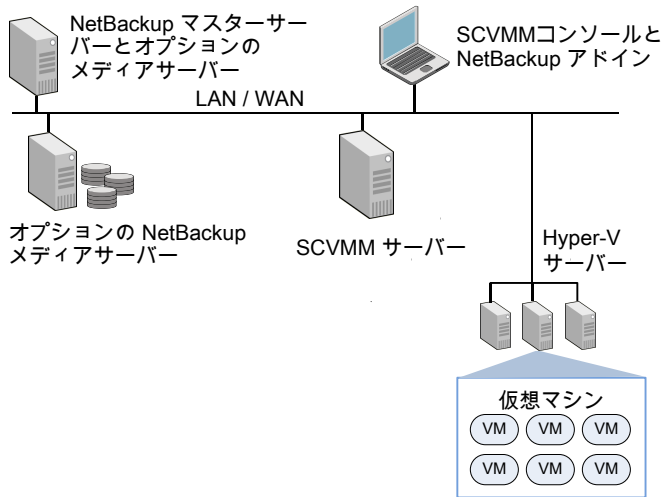 NetBackup マスターサー
バーとオプションの
メディアサーバー
SCVMMコンソールと
NetBackup アドイン
LAN / WAN
オプションの NetBackup
メディアサーバー
SCVMM サーバー
Hyper-V
サーバー
仮想マシン
VM VM VM
VM VM VM